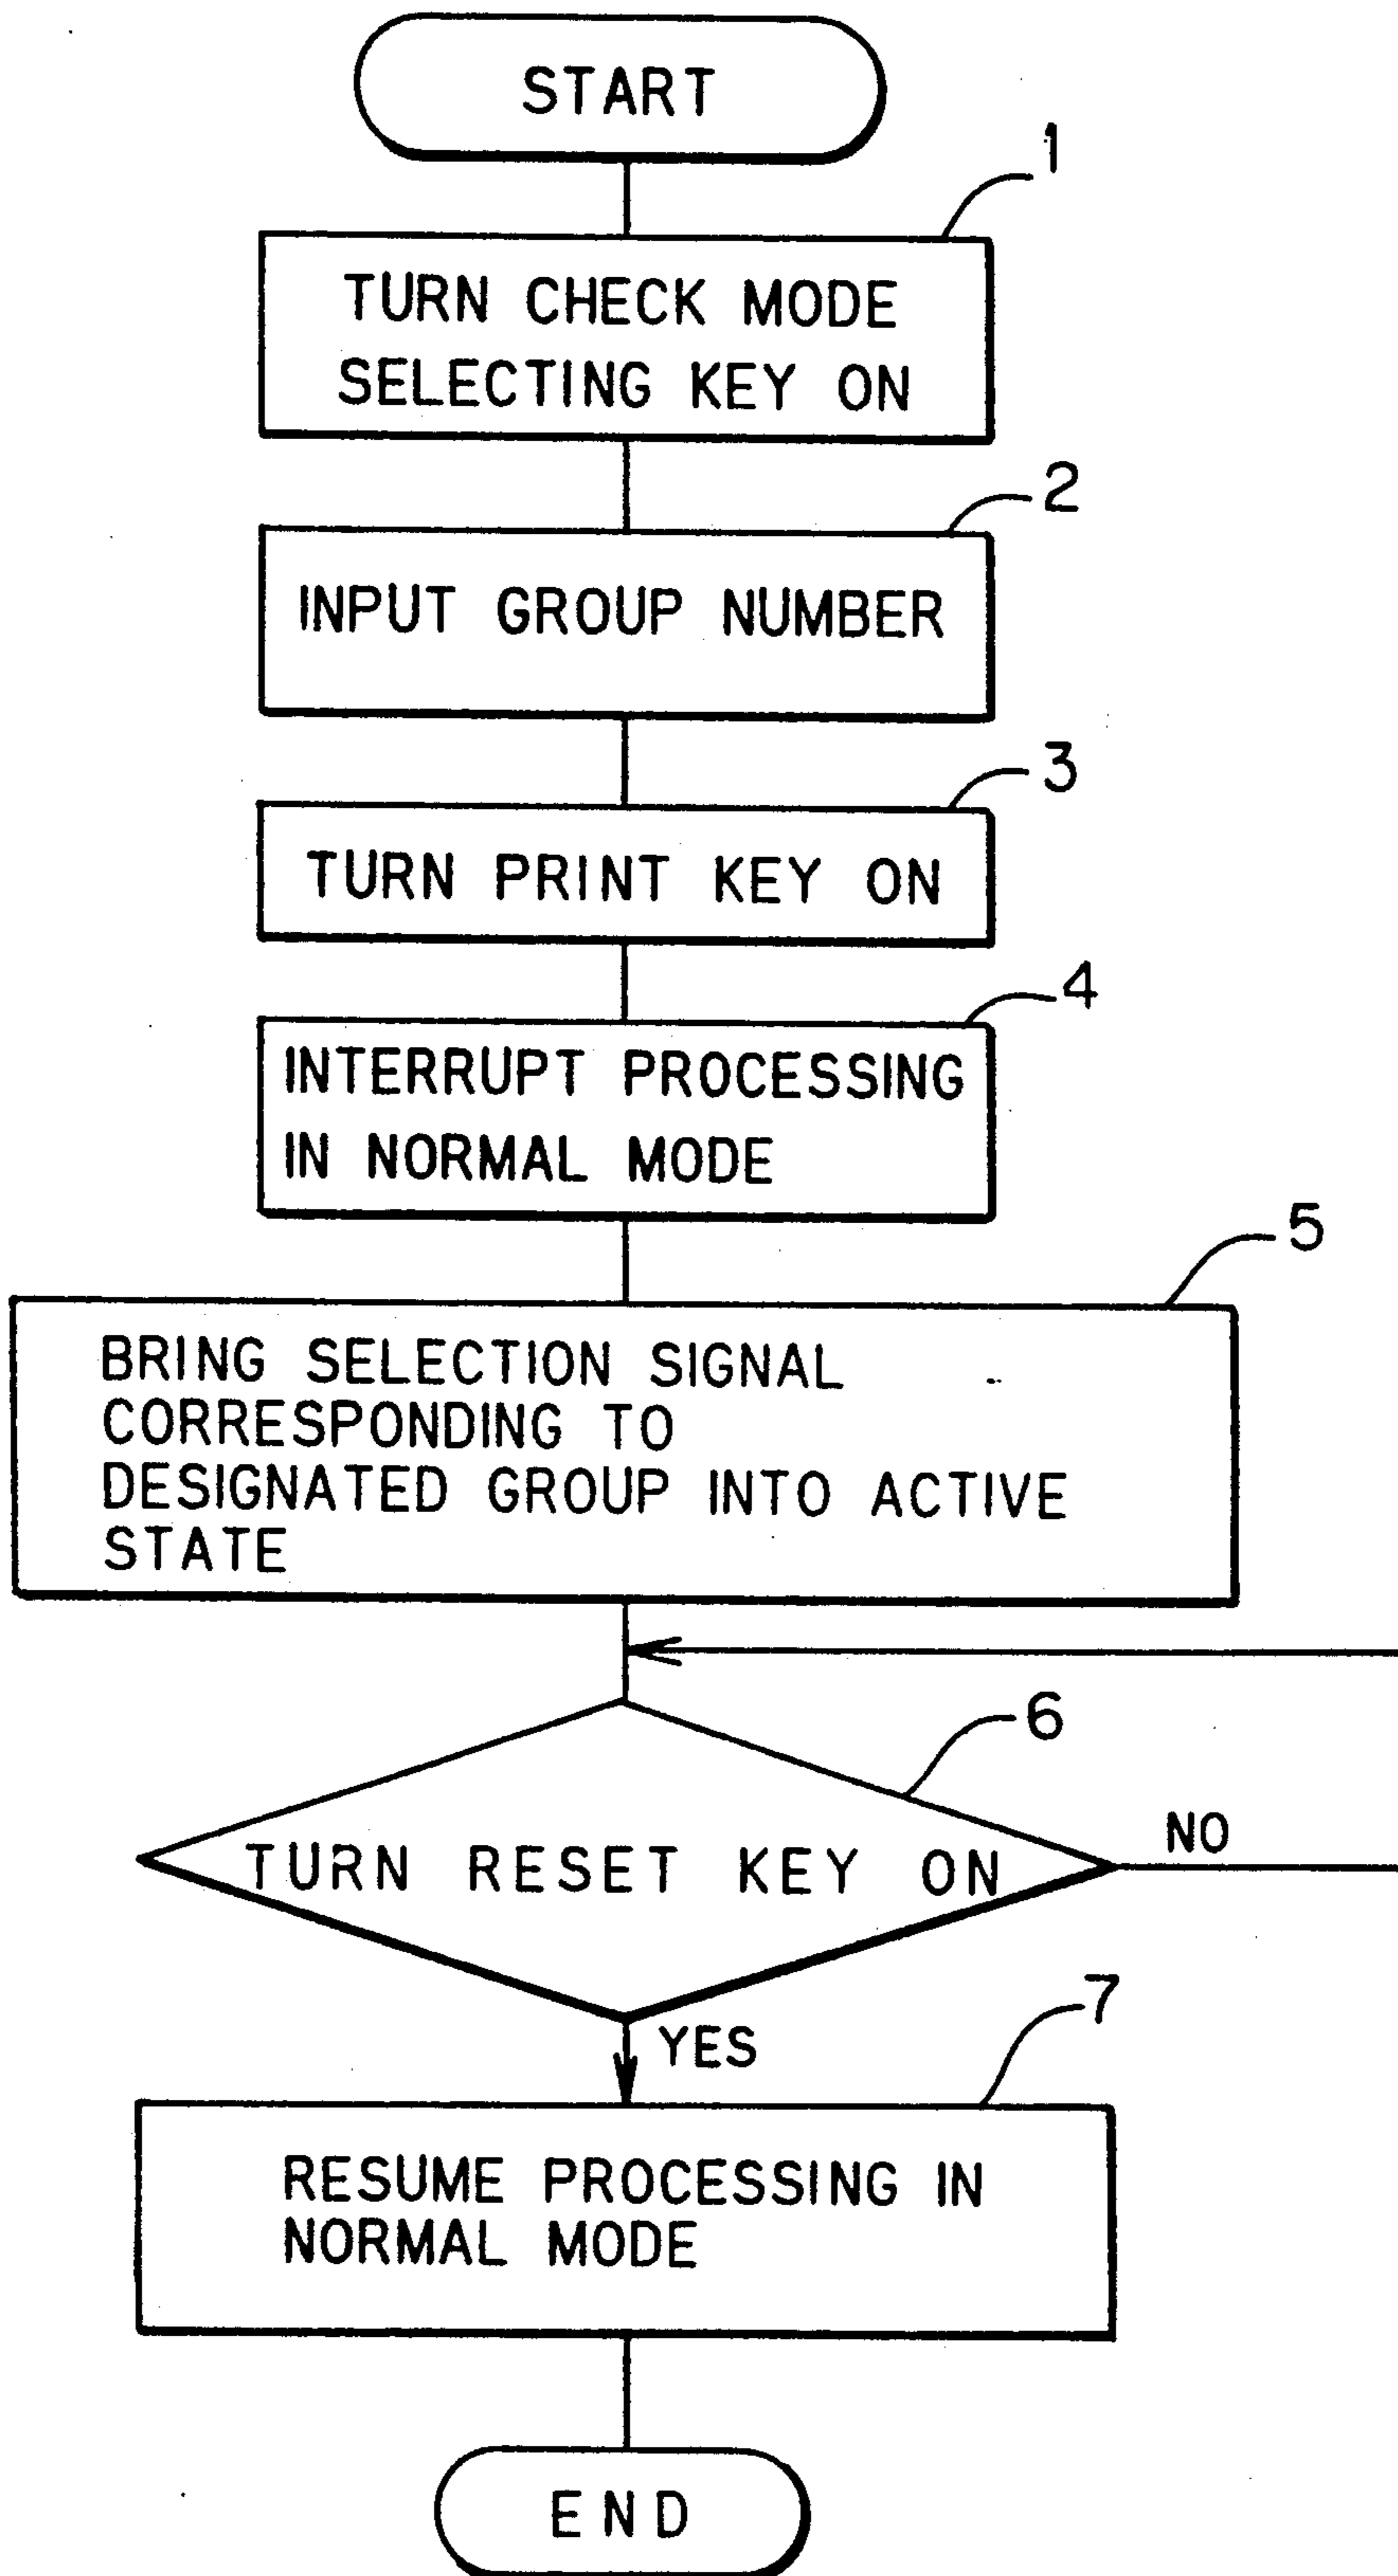 START
1
TURN CHECK MODE
SELECTING KEY ON
2
INPUT GROUP NUMBER
3
TURN PRINT KEY ON
4
INTERRUPT PROCESSING
IN NORMAL MODE
5
BRING SELECTION SIGNAL
CORRESPONDING TO
DESIGNATED GROUP INTO ACTIVE
STATE
6
TURN RESET KEY ON
NO
YES
7
RESUME PROCESSING IN
NORMAL MODE
END